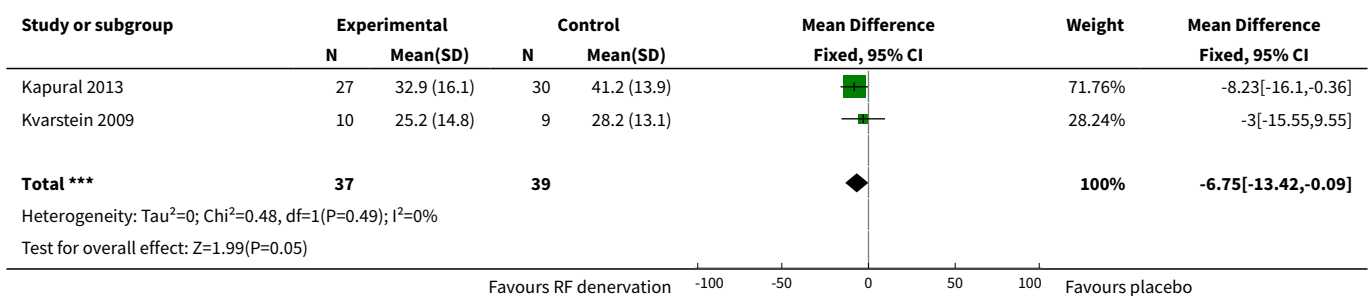 Study or subgroup Experimental Control Mean Difference Weight Mean Difference
N Mean(SD) N Mean(SD) Fixed, 95% CI Fixed, 95% CI
Kapural 2013 27 32.9 (16.1) 30 41.2 (13.9) 71.76% -8.23[-16.1,-0.36]
Kvarstein 2009 10 25.2 (14.8) 9 28.2 (13.1) 28.24% -3[-15.55,9.55]
Total *** 37 39 100% -6.75[-13.42,-0.09]
Heterogeneity: Tau²=0; Chi²=0.48, df=1(P=0.49); I²=0%
Test for overall effect: Z=1.99(P=0.05)
Favours RF denervation -100 -50 0 50 100 Favours placebo